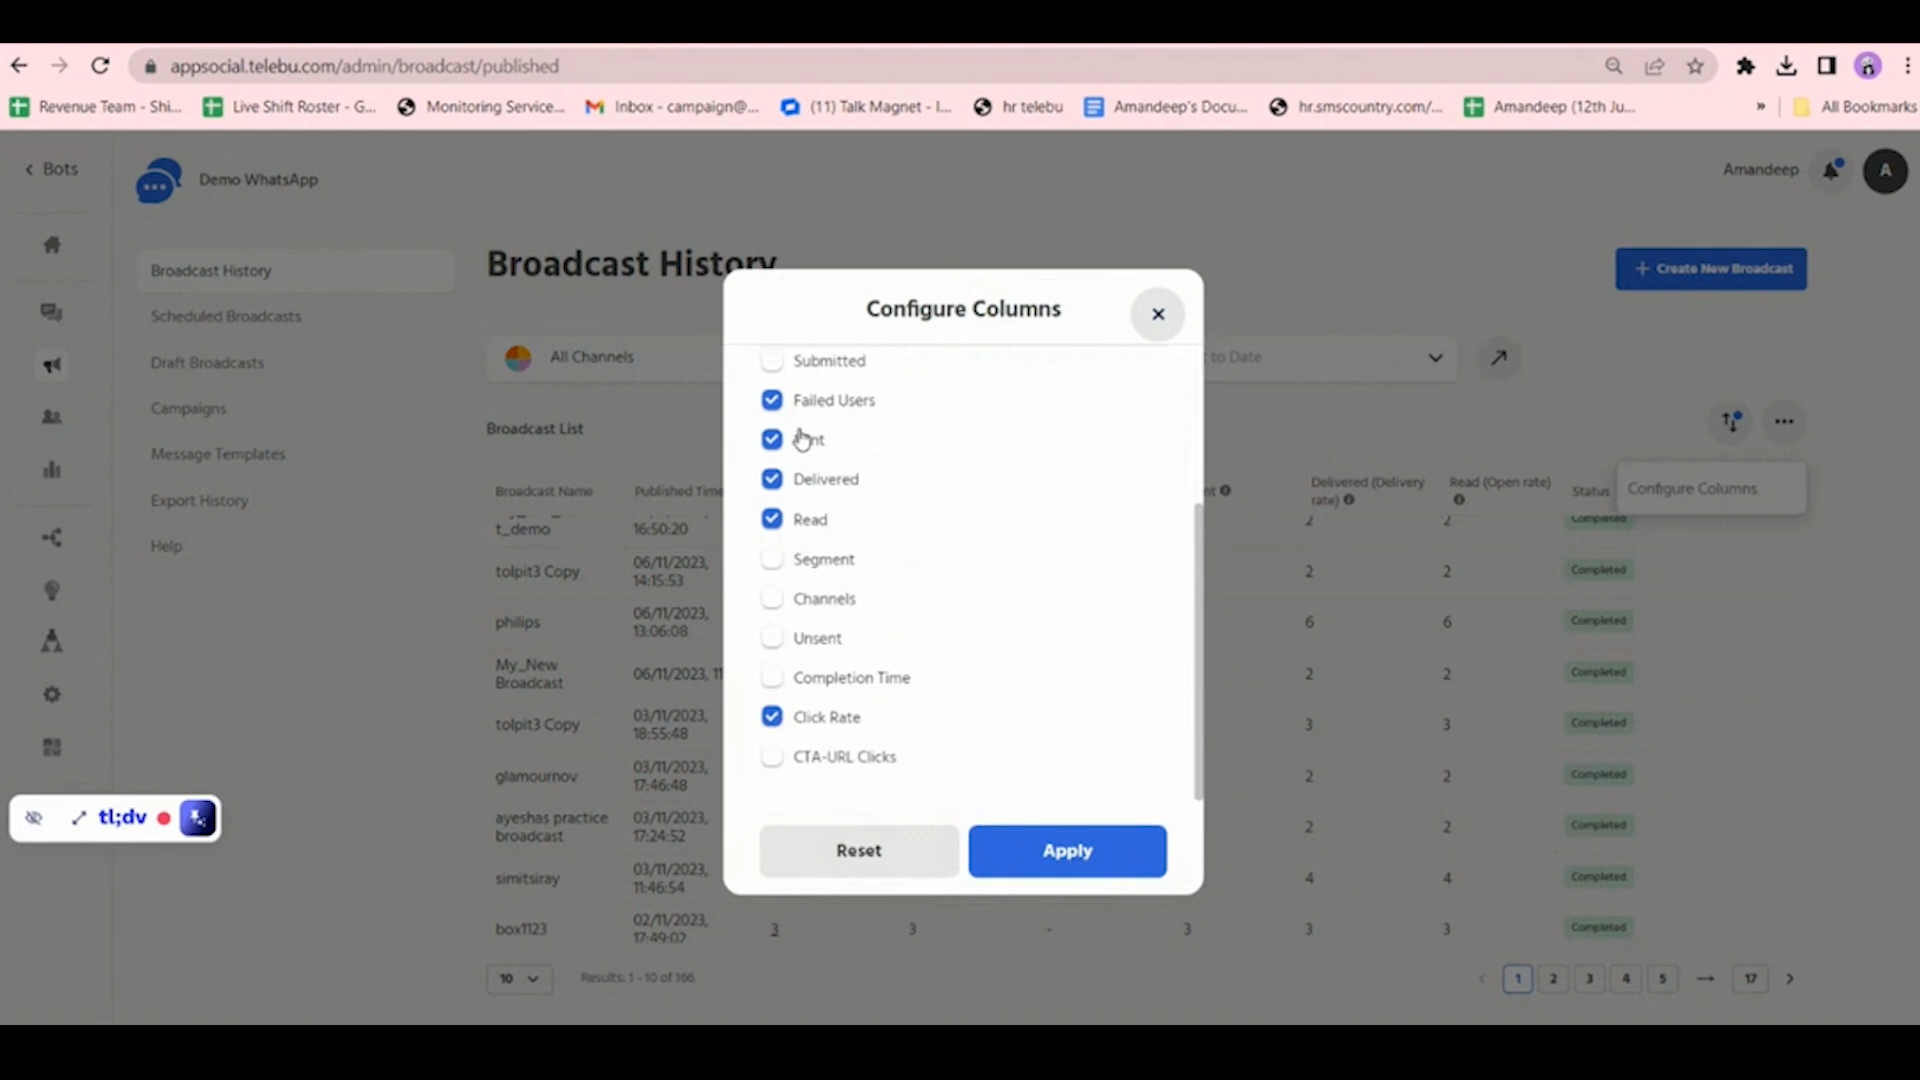 appsocial.telebu.com/admin/broadcast/published
Revenue Team - Shi...
Live Shift Roster - G...
Monitoring Service...
Inbox - campaign@...
(11) Talk Magnet - I...
hr telebu
Amandeep's Docu...
hr.smscountry.com/...
Amandeep (12th Ju...
»
All Bookmarks
Bots
Demo WhatsApp
Amandeep
A
Broadcast History
Scheduled Broadcasts
Draft Broadcasts
Campaigns
Message Templates
Export History
Help
Broadcast History
+ Create New Broadcast
All Channels
to Date
Broadcast List
Configure Columns
Broadcast Name
Published Time
nt
Delivered (Delivery
rate)
Read (Open rate)
Status
t_demo
16:50:20
2
2
Completed
tolpit3 Copy
06/11/2023,
14:15:53
2
2
Completed
philips
06/11/2023,
13:06:08
6
6
Completed
My_New
Broadcast
06/11/2023, 11
2
2
Completed
tolpit3 Copy
03/11/2023,
18:55:48
3
3
Completed
glamournov
03/11/2023,
17:46:48
2
2
Completed
ayeshas practice
broadcast
03/11/2023,
17:24:52
2
2
Completed
simitsiray
03/11/2023,
11:46:54
4
4
Completed
box1123
02/11/2023,
17:49:02
3
3
-
3
3
3
Completed
10
Results: 1 - 10 of 166
1
2
3
4
5
17
Configure Columns
Submitted
Failed Users
nt
Delivered
Read
Segment
Channels
Unsent
Completion Time
Click Rate
CTA-URL Clicks
Reset
Apply
tl;dv